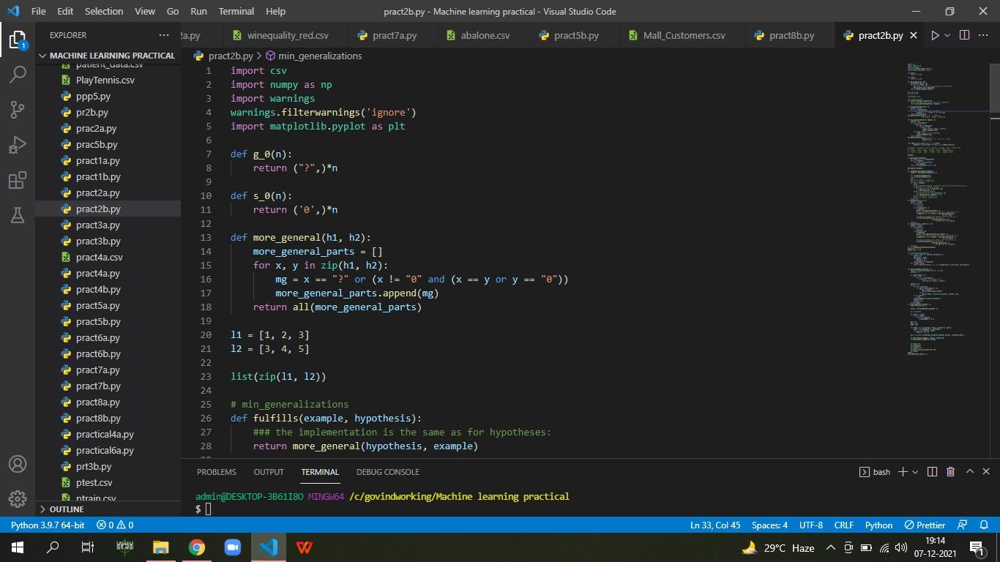 File Edit Selection View Go Run Terminal Help pract2b.py - Machine learning practical - Visual Studio Code
EXPLORER ··· 2a.py winequality_red.csv pract7a.py abalone.csv pract5b.py Mall_Customers.csv pract8b.py pract2b.py
MACHINE LEARNING PRACTICAL
patient_data.csv
PlayTennis.csv
ppp5.py
pr2b.py
prac2a.py
prac5b.py
pract1a.py
pract1b.py
pract2a.py
pract2b.py
pract3a.py
pract3b.py
pract4a.csv
pract4a.py
pract4b.py
pract5a.py
pract5b.py
pract6a.py
pract6b.py
pract7a.py
pract7b.py
pract8a.py
pract8b.py
practical4a.py
practical6a.py
prt3b.py
ptest.csv
ptrain.csv
OUTLINE
1
pract2b.py > min_generalizations
1 import csv
2 import numpy as np
3 import warnings
4 warnings.filterwarnings('ignore')
5 import matplotlib.pyplot as plt
6
7 def g_0(n):
8 return ("?",)*n
9
10 def s_0(n):
11 return ('0',)*n
12
13 def more_general(h1, h2):
14 more_general_parts = []
15 for x, y in zip(h1, h2):
16 mg = x == "?" or (x != "0" and (x == y or y == "0"))
17 more_general_parts.append(mg)
18 return all(more_general_parts)
19
20 l1 = [1, 2, 3]
21 l2 = [3, 4, 5]
22
23 list(zip(l1, l2))
24
25 # min_generalizations
26 def fulfills(example, hypothesis):
27 ### the implementation is the same as for hypotheses:
28 return more_general(hypothesis, example)
PROBLEMS OUTPUT TERMINAL DEBUG CONSOLE bash
admin@DESKTOP-3B61I8O MINGW64 /c/govindworking/Machine learning practical
$
Python 3.9.7 64-bit 0 0 Ln 33, Col 45 Spaces: 4 UTF-8 CRLF Python Prettier
29°C Haze 19:14
07-12-2021
1